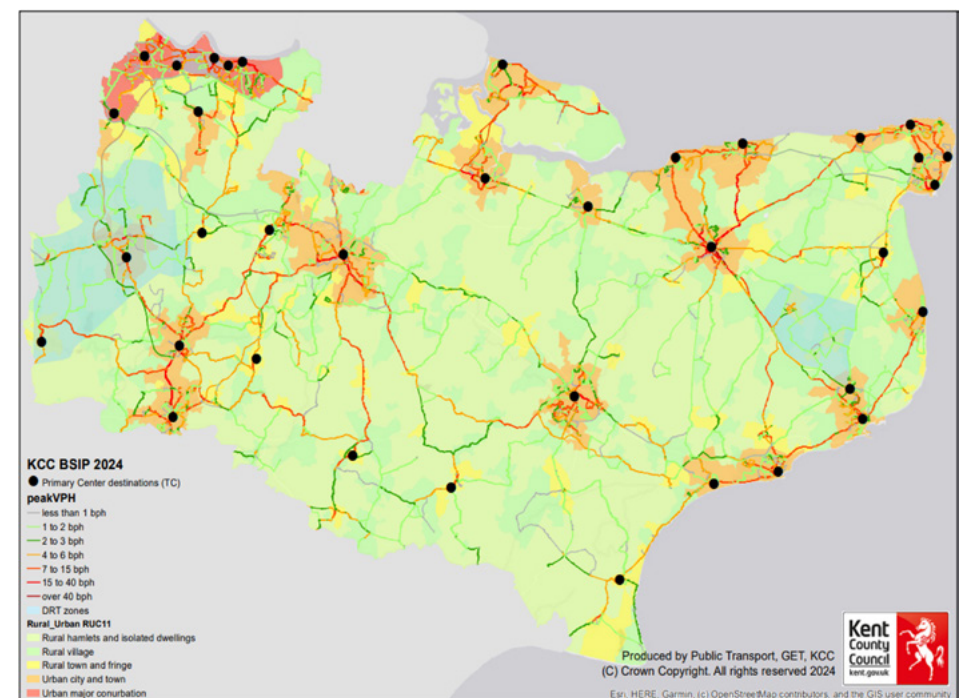 KCC BSIP 2024
Primary Center destinations (TC)
peakVPH
less than 1 bph
1 to 2 bph
2 to 3 bph
4 to 6 bph
7 to 15 bph
15 to 40 bph
over 40 bph
DRT zones
Rural_Urban RUC11
Rural hamlets and isolated dwellings
Rural village
Rural town and fringe
Urban city and town
Urban major conurbation
Kent
County
Council
kent.gov.uk
Produced by Public Transport, GET, KCC
(C) Crown Copyright. All rights reserved 2024
Esri, HERE, Garmin, (c) OpenStreetMap contributors, and the GIS user community